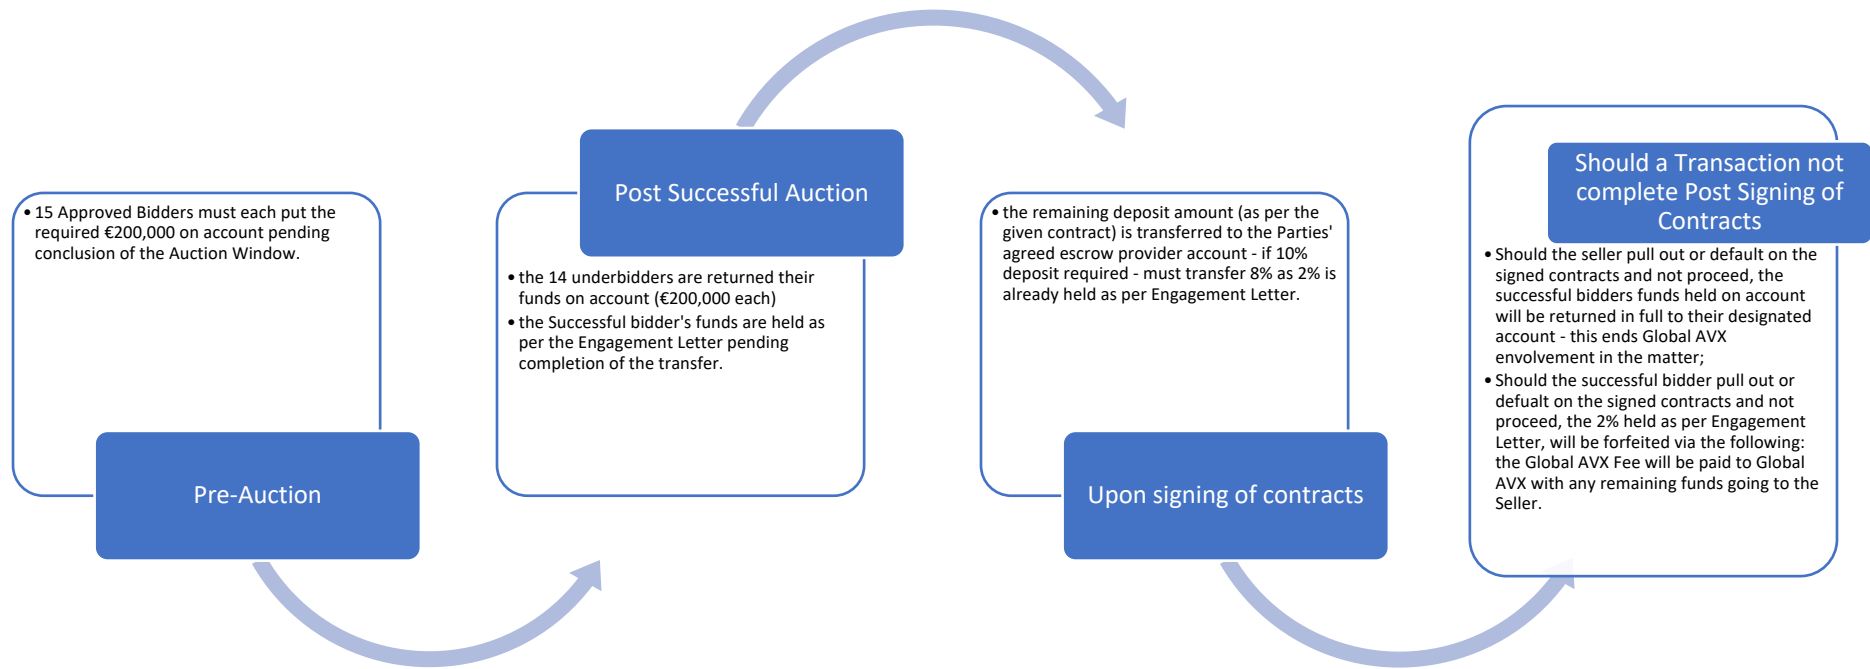 • 15 Approved Bidders must each put the
required €200,000 on account pending
conclusion of the Auction Window.
Pre-Auction
Post Successful Auction
• the 14 underbidders are returned their
funds on account (€200,000 each)
• the Successful bidder's funds are held as
per the Engagement Letter pending
completion of the transfer.
• the remaining deposit amount (as per the
given contract) is transferred to the Parties'
agreed escrow provider account - if 10%
deposit required - must transfer 8% as 2% is
already held as per Engagement Letter.
Upon signing of contracts
Should a Transaction not
complete Post Signing of
Contracts
• Should the seller pull out or default on the
signed contracts and not proceed, the
successful bidders funds held on account
will be returned in full to their designated
account - this ends Global AVX
envolvement in the matter;
• Should the successful bidder pull out or
defualt on the signed contracts and not
proceed, the 2% held as per Engagement
Letter, will be forfeited via the following:
the Global AVX Fee will be paid to Global
AVX with any remaining funds going to the
Seller.